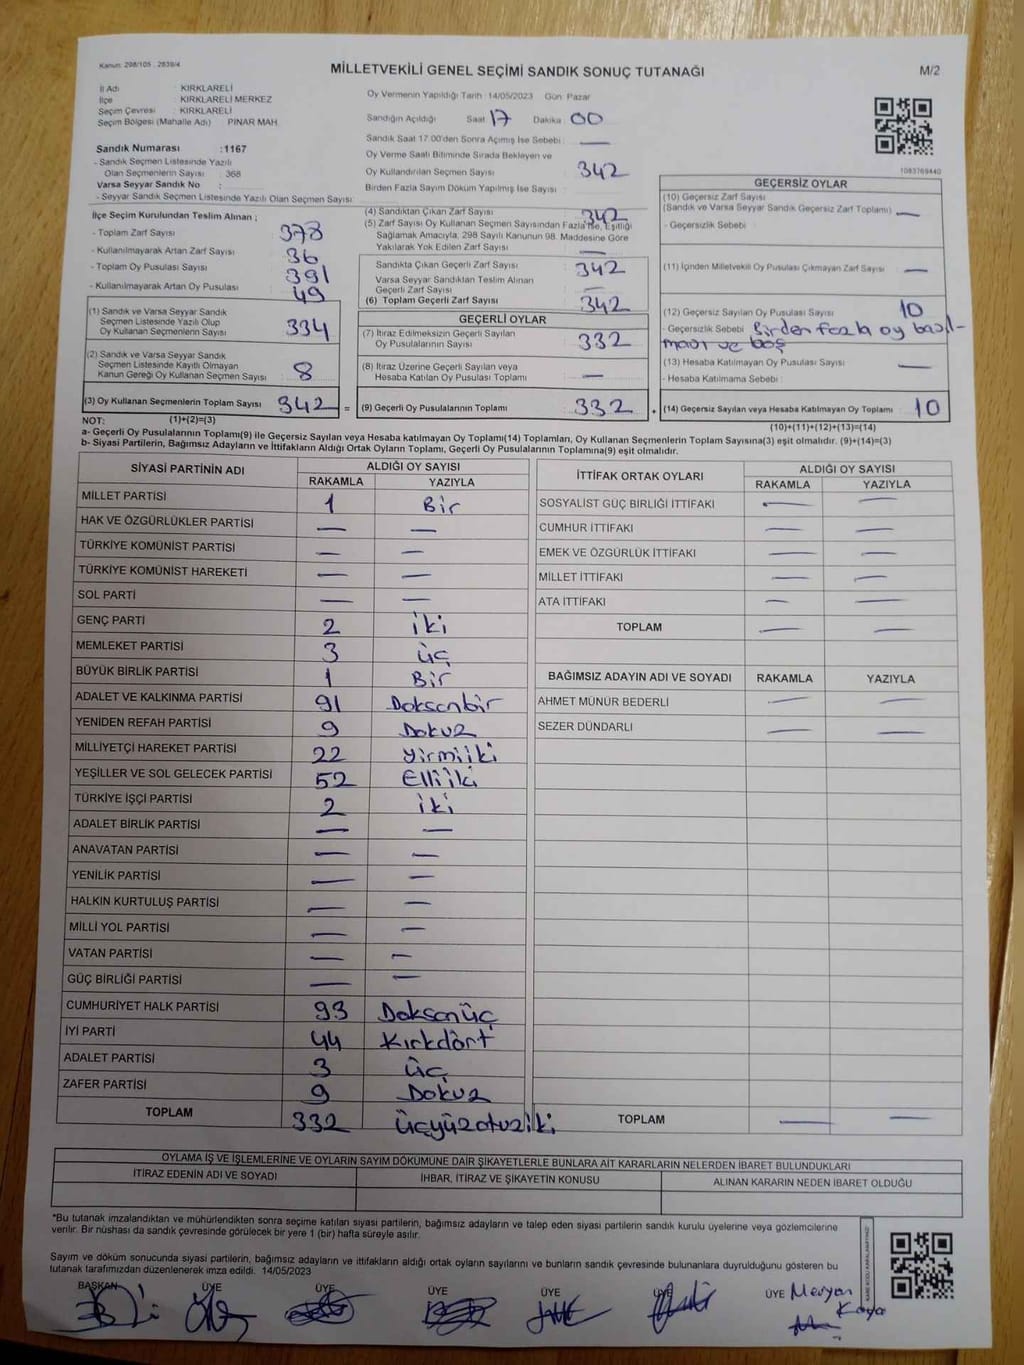 Kanun: 298/105 , 2839/4
MİLLETVEKİLİ GENEL SEÇİMİ SANDIK SONUÇ TUTANAĞI
M/2
İl Adı : KIRKLARELİ
İlçe : KIRKLARELİ MERKEZ
Seçim Çevresi : KIRKLARELİ
Seçim Bölgesi (Mahalle Adı) PINAR MAH.
Sandık Numarası :1167
- Sandık Seçmen Listesinde Yazılı
Olan Seçmenlerin Sayısı : 368
Varsa Seyyar Sandık No :
- Seyyar Sandık Seçmen Listesinde Yazılı Olan Seçmen Sayısı :
Oy Vermenin Yapıldığı Tarih :14/05/2023 Gün: Pazar
Sandığın Açıldığı Saat 17 Dakika 00
Sandık Saat 17.00'den Sonra Açılmış İse Sebebi : —
Oy Verme Saati Bitiminde Sırada Bekleyen ve
Oy Kullandırılan Seçmen Sayısı 342
Birden Fazla Sayım Döküm Yapılmış İse Sayısı :
1083769440
İlçe Seçim Kurulundan Teslim Alınan ;
- Toplam Zarf Sayısı 378
- Kullanılmayarak Artan Zarf Sayısı 36
- Toplam Oy Pusulası Sayısı 391
- Kullanılmayarak Artan Oy Pusulası 49
(1) Sandık ve Varsa Seyyar Sandık
Seçmen Listesinde Yazılı Olup
Oy Kullanan Seçmenlerin Sayısı 334
(2) Sandık ve Varsa Seyyar Sandık
Seçmen Listesinde Kayıtlı Olmayan
Kanun Gereği Oy Kullanan Seçmen Sayısı 8
(3) Oy Kullanan Seçmenlerin Toplam Sayısı 342 =
(4) Sandıktan Çıkan Zarf Sayısı 342
(5) Zarf Sayısı Oy Kullanan Seçmen Sayısından Fazla İse, Eşitliği
Sağlamak Amacıyla, 298 Sayılı Kanunun 98. Maddesine Göre
Yakılarak Yok Edilen Zarf Sayısı —
Sandıkta Çıkan Geçerli Zarf Sayısı : 342
Varsa Seyyar Sandıktan Teslim Alınan
Geçerli Zarf Sayısı —
(6) Toplam Geçerli Zarf Sayısı : 342
GEÇERLİ OYLAR
(7) İtiraz Edilmeksizin Geçerli Sayılan
Oy Pusulalarının Sayısı 332
(8) İtiraz Üzerine Geçerli Sayılan veya
Hesaba Katılan Oy Pusulası Toplamı —
(9) Geçerli Oy Pusulalarının Toplamı 332
GEÇERSİZ OYLAR
(10) Geçersiz Zarf Sayısı
(Sandık ve Varsa Seyyar Sandık Geçersiz Zarf Toplamı) —
- Geçersizlik Sebebi :
(11) İçinden Milletvekili Oy Pusulası Çıkmayan Zarf Sayısı —
(12) Geçersiz Sayılan Oy Pusulası Sayısı 10
- Geçersizlik Sebebi Birden fazla oy basıl-
ması ve boş
(13) Hesaba Katılmayan Oy Pusulası Sayısı —
- Hesaba Katılmama Sebebi :
(14) Geçersiz Sayılan veya Hesaba Katılmayan Oy Toplamı 10
NOT: (1)+(2)=(3) (10)+(11)+(12)+(13)=(14)
a- Geçerli Oy Pusulalarının Toplamı(9) ile Geçersiz Sayılan veya Hesaba Katılmayan Oy Toplamı(14) Toplamları, Oy Kullanan Seçmenlerin Toplam Sayısına(3) eşit olmalıdır. (9)+(14)=(3)
b- Siyasi Partilerin, Bağımsız Adayların ve İttifakların Aldığı Ortak Oyların Toplamı, Geçerli Oy Pusulalarının Toplamına(9) eşit olmalıdır.
SİYASİ PARTİNİN ADI ALDIĞI OY SAYISI
RAKAMLA YAZIYLA
MİLLET PARTİSİ 1 Bir
HAK VE ÖZGÜRLÜKLER PARTİSİ — —
TÜRKİYE KOMÜNİST PARTİSİ — —
TÜRKİYE KOMÜNİST HAREKETİ — —
SOL PARTİ — —
GENÇ PARTİ 2 iki
MEMLEKET PARTİSİ 3 üç
BÜYÜK BİRLİK PARTİSİ 1 Bir
ADALET VE KALKINMA PARTİSİ 91 Doksanbir
YENİDEN REFAH PARTİSİ 9 Dokuz
MİLLİYETÇİ HAREKET PARTİSİ 22 yirmiiki
YEŞİLLER VE SOL GELECEK PARTİSİ 52 Elliiki
TÜRKİYE İŞÇİ PARTİSİ 2 iki
ADALET BİRLİK PARTİSİ — —
ANAVATAN PARTİSİ — —
YENİLİK PARTİSİ — —
HALKIN KURTULUŞ PARTİSİ — —
MİLLİ YOL PARTİSİ — —
VATAN PARTİSİ — —
GÜÇ BİRLİĞİ PARTİSİ — —
CUMHURİYET HALK PARTİSİ 93 Doksanüç
İYİ PARTİ 44 Kırkdört
ADALET PARTİSİ 3 üç
ZAFER PARTİSİ 9 Dokuz
TOPLAM 332 üçyüzotuziki
İTTİFAK ORTAK OYLARI ALDIĞI OY SAYISI
RAKAMLA YAZIYLA
SOSYALİST GÜÇ BİRLİĞİ İTTİFAKI — —
CUMHUR İTTİFAKI — —
EMEK VE ÖZGÜRLÜK İTTİFAKI — —
MİLLET İTTİFAKI — —
ATA İTTİFAKI — —
TOPLAM — —
BAĞIMSIZ ADAYIN ADI VE SOYADI RAKAMLA YAZIYLA
AHMET MÜNÜR BEDERLİ — —
SEZER DÜNDARLI — —
TOPLAM — —
OYLAMA İŞ VE İŞLEMLERİNE VE OYLARIN SAYIM DÖKÜMÜNE DAİR ŞİKAYETLERLE BUNLARA AİT KARARLARIN NELERDEN İBARET BULUNDUKLARI
İTİRAZ EDENİN ADI VE SOYADI İHBAR, İTİRAZ VE ŞİKAYETİN KONUSU ALINAN KARARIN NEDEN İBARET OLDUĞU
*Bu tutanak imzalandıktan ve mühürlendikten sonra seçime katılan siyasi partilerin, bağımsız adayların ve talep eden siyasi partilerin sandık kurulu üyelerine veya gözlemcilerine
verilir. Bir nüshası da sandık çevresinde görülecek bir yere 1 (bir) hafta süreyle asılır.
Sayım ve döküm sonucunda siyasi partilerin, bağımsız adayların ve ittifakların aldığı ortak oyların sayılarını ve bunların sandık çevresinde bulunanlara duyrulduğunu gösteren bu
tutanak tarafımızdan düzenlenerek imza edildi. 14/05/2023
KARE KODU KARALAMAYINIZ!
BAŞKAN ÜYE ÜYE ÜYE ÜYE ÜYE ÜYE Meryan
Kaya